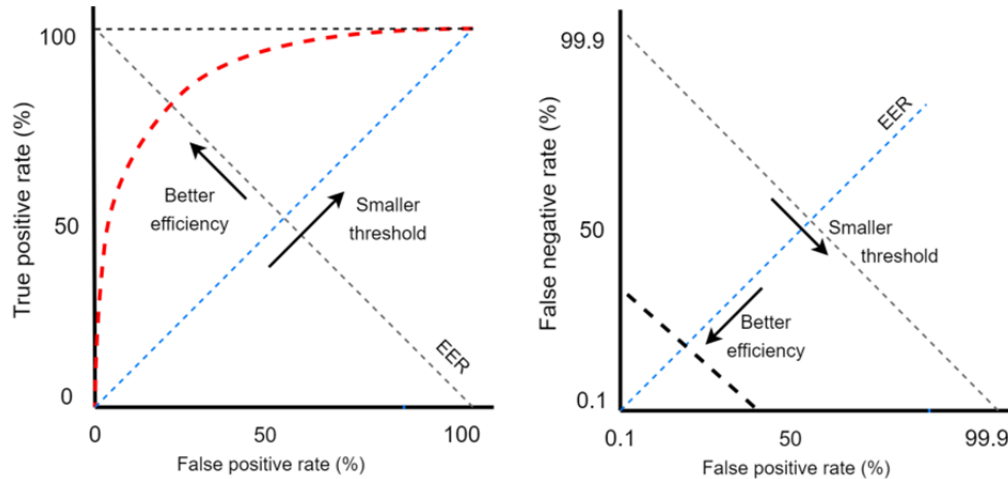 100
50
0
True positive rate (%)
Better
efficiency
Smaller
threshold
EER
0
50
100
False positive rate (%)
99.9
50
0.1
False negative rate (%)
EER
Smaller
threshold
Better
efficiency
0.1
50
99.9
False positive rate (%)